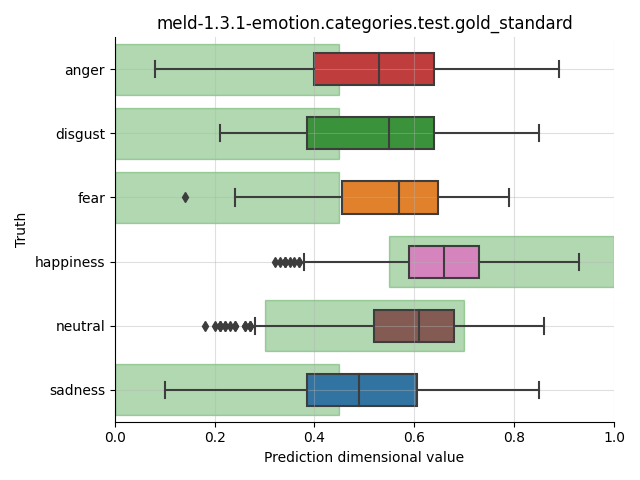 meld-1.3.1-emotion.categories.test.gold_standard
Truth
anger
disgust
fear
happiness
neutral
sadness
0.0 0.2 0.4 0.6 0.8 1.0
Prediction dimensional value